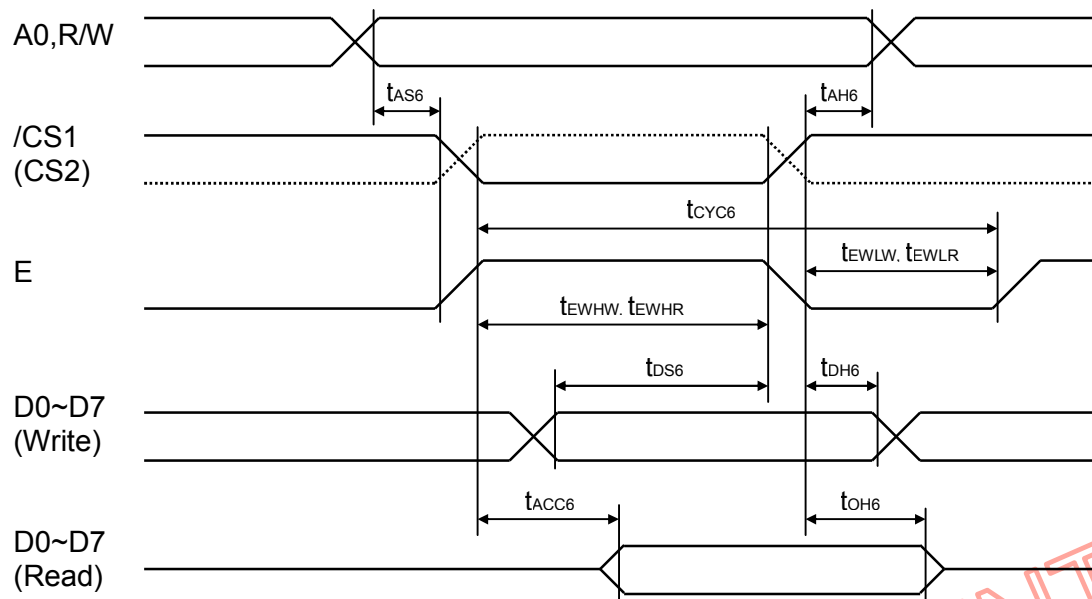 A0,R/W
tAS6
tAH6
/CS1
(CS2)
tCYC6
tEWLW, tEWLR
E
tEWHW. tEWHR
tDS6
tDH6
D0~D7
(Write)
tACC6
tOH6
D0~D7
(Read)